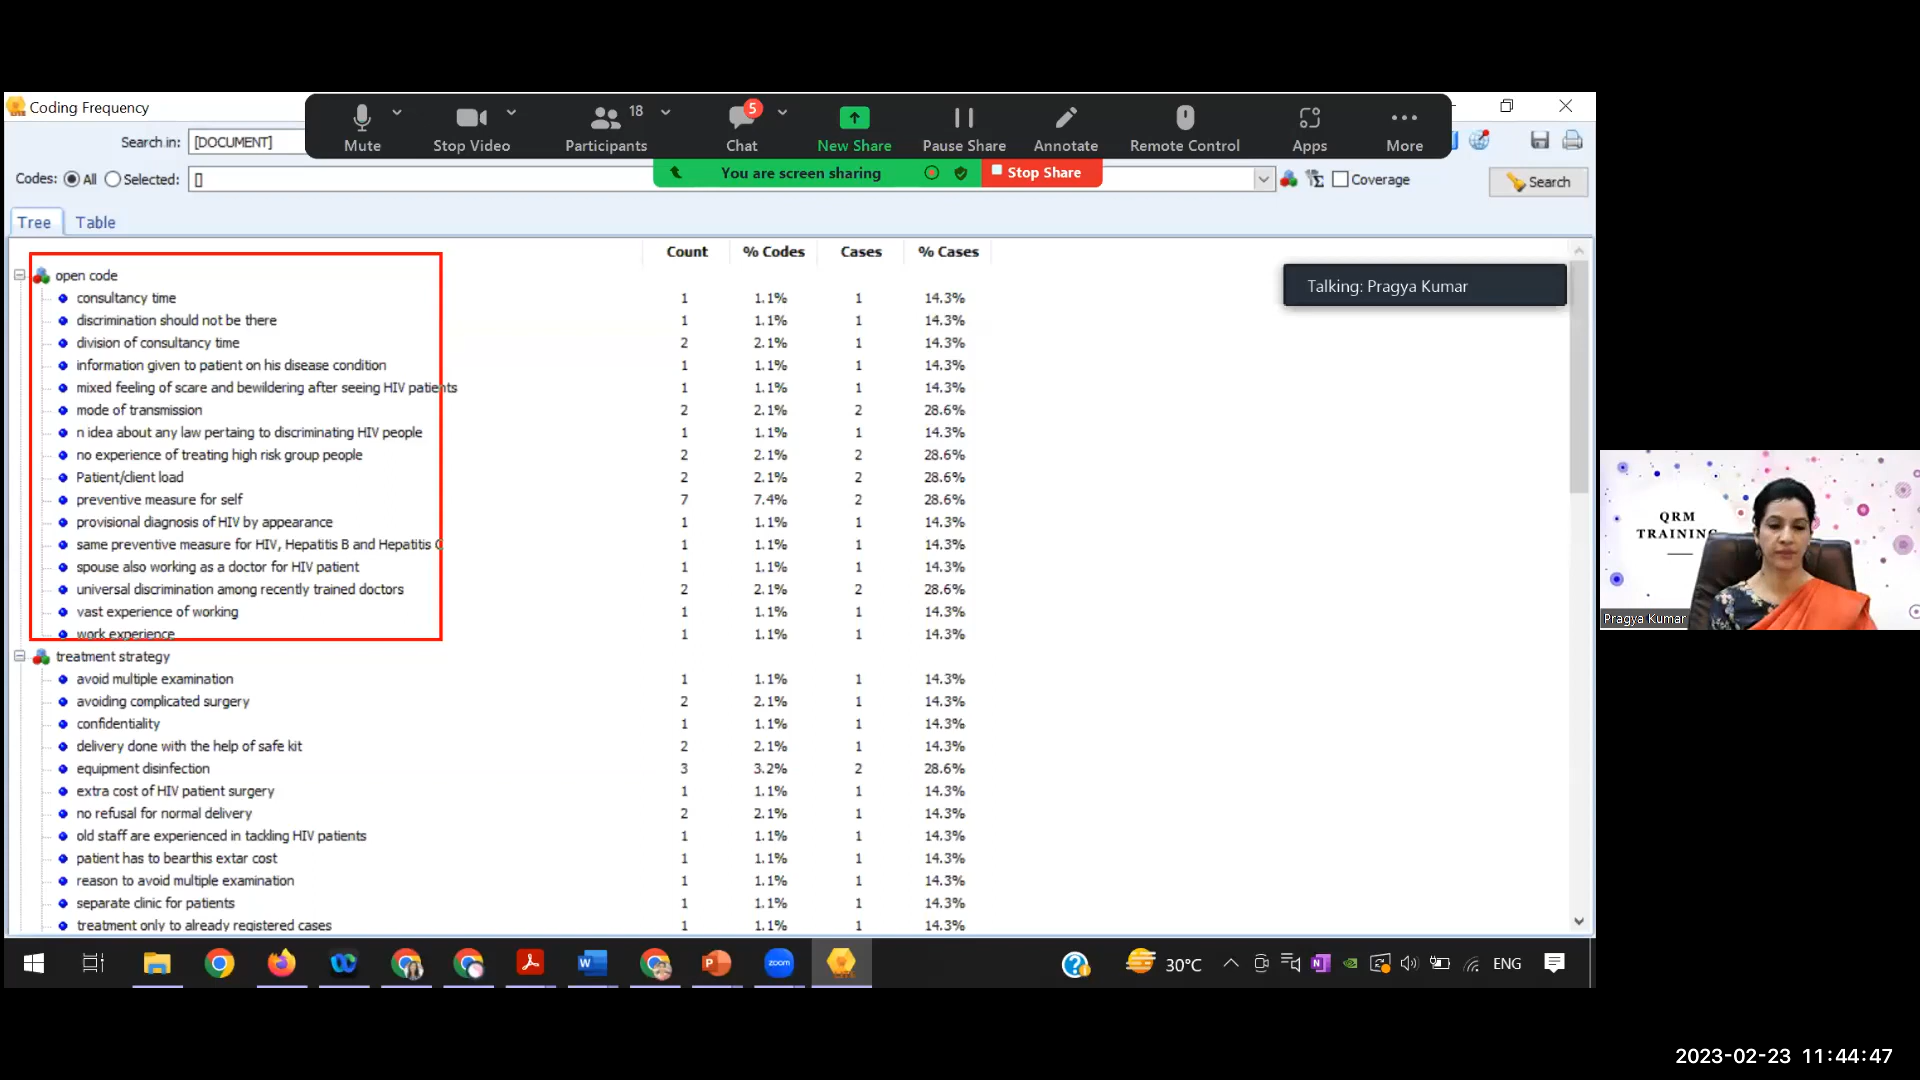 Coding Frequency
Search in: [DOCUMENT]
Mute
Stop Video
18
Participants
5
Chat
New Share
Pause Share
Annotate
Remote Control
Apps
More
You are screen sharing
Stop Share
Codes: All Selected: []
Coverage
Search
Tree Table
Count % Codes Cases % Cases
open code
Talking: Pragya Kumar
consultancy time 1 1.1% 1 14.3%
discrimination should not be there 1 1.1% 1 14.3%
division of consultancy time 2 2.1% 1 14.3%
information given to patient on his disease condition 1 1.1% 1 14.3%
mixed feeling of scare and bewildering after seeing HIV patients 1 1.1% 1 14.3%
mode of transmission 2 2.1% 2 28.6%
n idea about any law pertaing to discriminating HIV people 1 1.1% 1 14.3%
no experience of treating high risk group people 2 2.1% 2 28.6%
Patient/client load 2 2.1% 2 28.6%
preventive measure for self 7 7.4% 2 28.6%
provisional diagnosis of HIV by appearance 1 1.1% 1 14.3%
same preventive measure for HIV, Hepatitis B and Hepatitis C 1 1.1% 1 14.3%
spouse also working as a doctor for HIV patient 1 1.1% 1 14.3%
universal discrimination among recently trained doctors 2 2.1% 2 28.6%
vast experience of working 1 1.1% 1 14.3%
work experience 1 1.1% 1 14.3%
treatment strategy
avoid multiple examination 1 1.1% 1 14.3%
avoiding complicated surgery 2 2.1% 1 14.3%
confidentiality 1 1.1% 1 14.3%
delivery done with the help of safe kit 2 2.1% 1 14.3%
equipment disinfection 3 3.2% 2 28.6%
extra cost of HIV patient surgery 1 1.1% 1 14.3%
no refusal for normal delivery 2 2.1% 1 14.3%
old staff are experienced in tackling HIV patients 1 1.1% 1 14.3%
patient has to bearthis extar cost 1 1.1% 1 14.3%
reason to avoid multiple examination 1 1.1% 1 14.3%
separate clinic for patients 1 1.1% 1 14.3%
treatment only to already registered cases 1 1.1% 1 14.3%
QRM
TRAINING
Pragya Kumar
zoom
30°C
ENG
2023-02-23 11:44:47